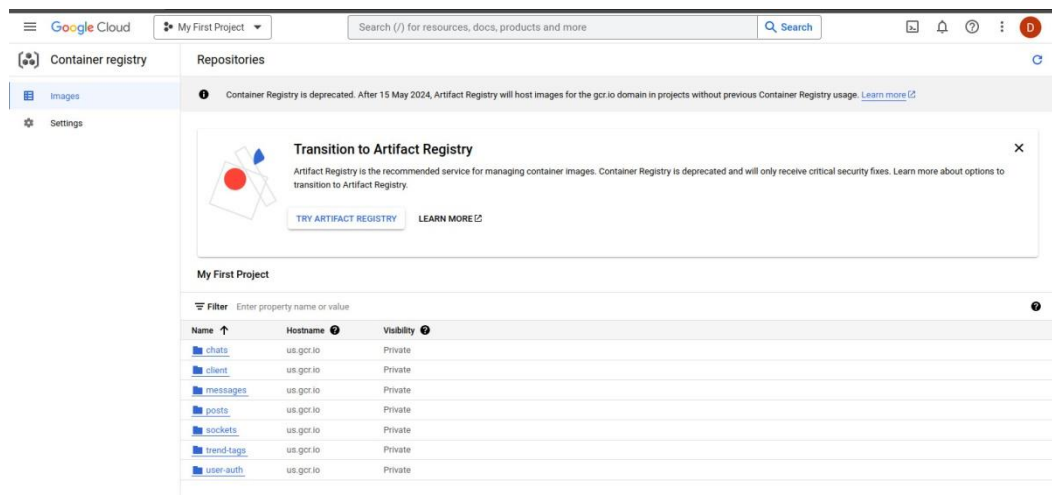 Google Cloud
My First Project
Search (/) for resources, docs, products and more
Search
D
Container registry
Repositories
Images
Settings
Container Registry is deprecated. After 15 May 2024, Artifact Registry will host images for the gcr.io domain in projects without previous Container Registry usage. Learn more
Transition to Artifact Registry
Artifact Registry is the recommended service for managing container images. Container Registry is deprecated and will only receive critical security fixes. Learn more about options to
transition to Artifact Registry.
TRY ARTIFACT REGISTRY LEARN MORE
My First Project
Filter Enter property name or value
Name Hostname Visibility
chats us.gcr.io Private
client us.gcr.io Private
messages us.gcr.io Private
posts us.gcr.io Private
sockets us.gcr.io Private
trend-tags us.gcr.io Private
user-auth us.gcr.io Private